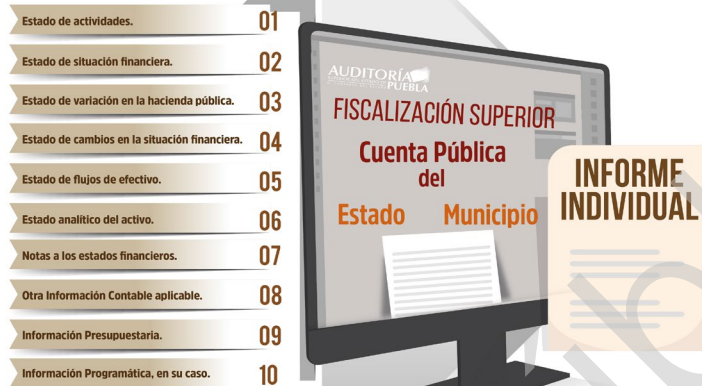 Estado de actividades. 01
Estado de situación financiera. 02
Estado de variación en la hacienda pública. 03
Estado de cambios en la situación financiera. 04
Estado de flujos de efectivo. 05
Estado analítico del activo. 06
Notas a los estados financieros. 07
Otra Información Contable aplicable. 08
Información Presupuestaria. 09
Información Programática, en su caso. 10
AUDITORÍA
PUEBLA
FISCALIZACIÓN SUPERIOR
Cuenta Pública
del
Estado Municipio
INFORME
INDIVIDUAL